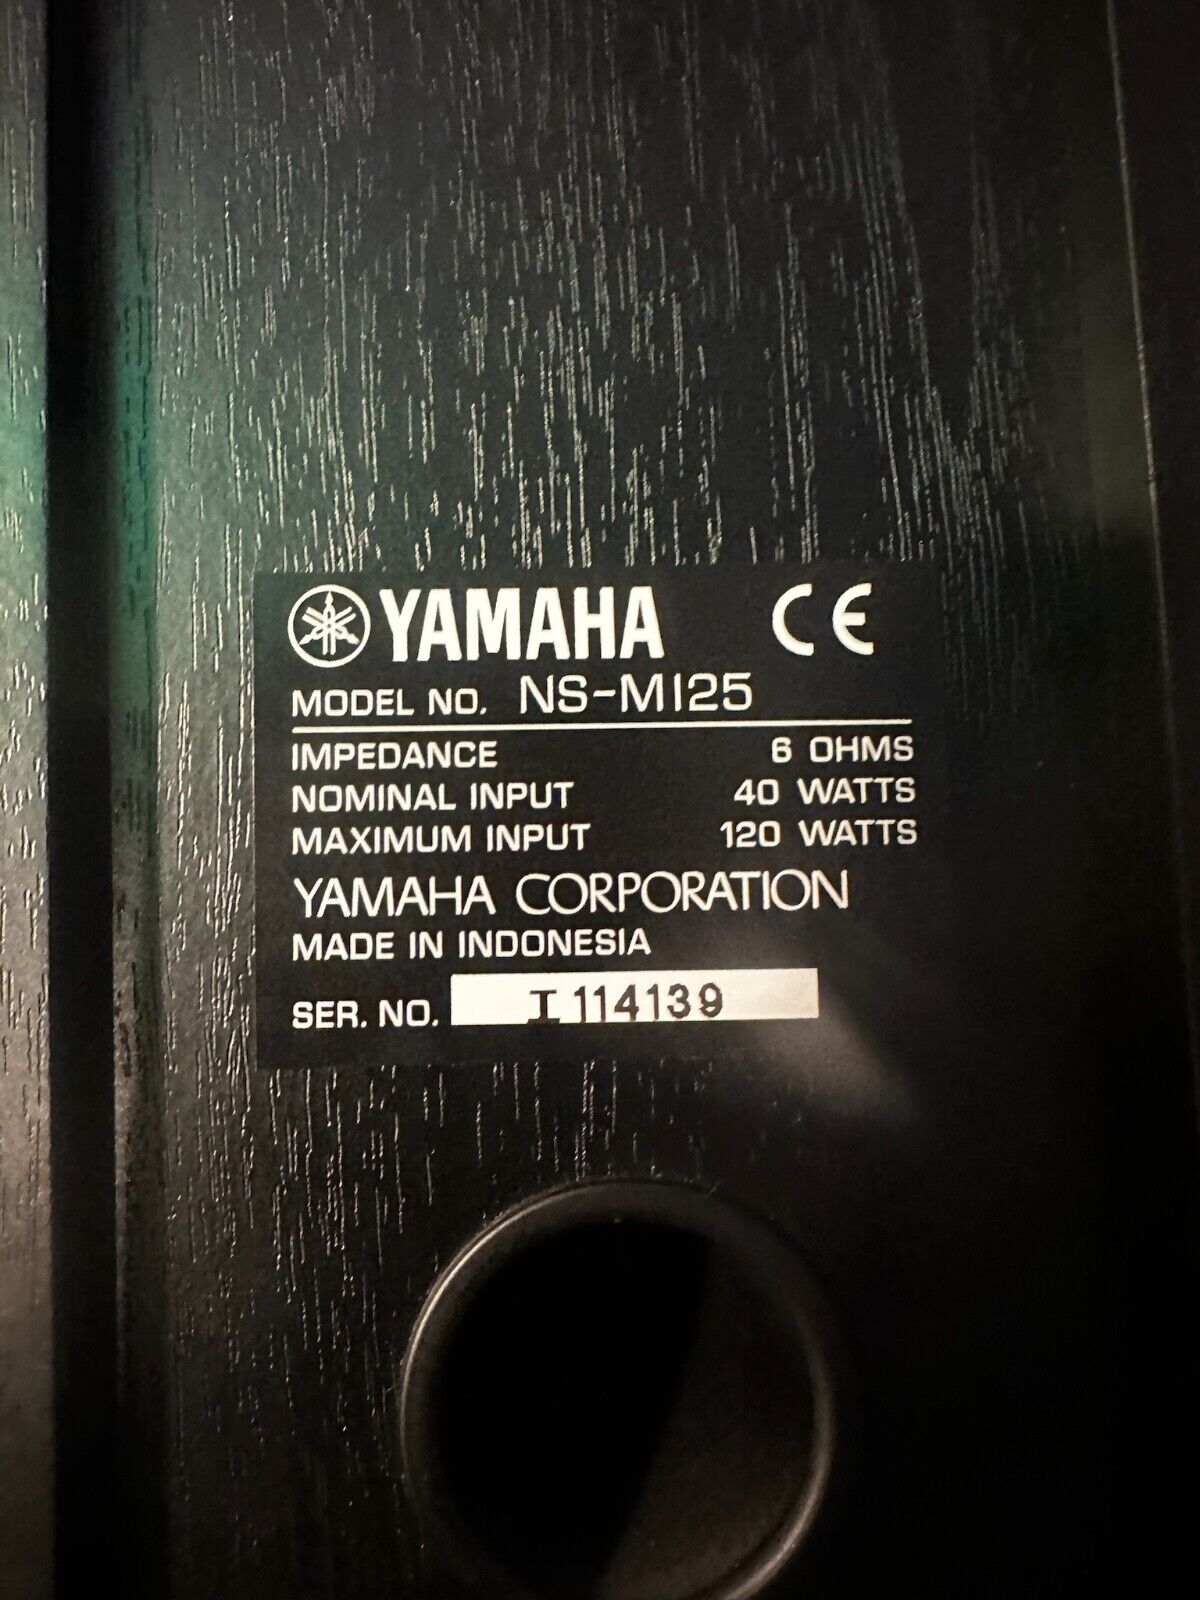 YAMAHA CE
MODEL NO. NS-M125
IMPEDANCE 6 OHMS
NOMINAL INPUT 40 WATTS
MAXIMUM INPUT 120 WATTS
YAMAHA CORPORATION
MADE IN INDONESIA
SER. NO. I 114139